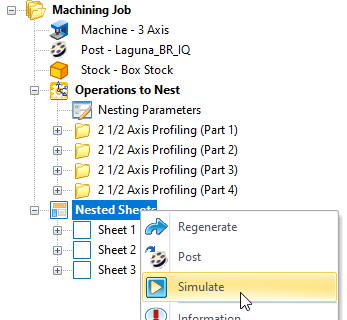 Machining Job
Machine - 3 Axis
Post - Laguna_BR_IQ
Stock - Box Stock
Operations to Nest
Nesting Parameters
2 1/2 Axis Profiling (Part 1)
2 1/2 Axis Profiling (Part 2)
2 1/2 Axis Profiling (Part 3)
2 1/2 Axis Profiling (Part 4)
Nested Sheets
Sheet 1
Sheet 2
Sheet 3
Regenerate
Post
Simulate
Information